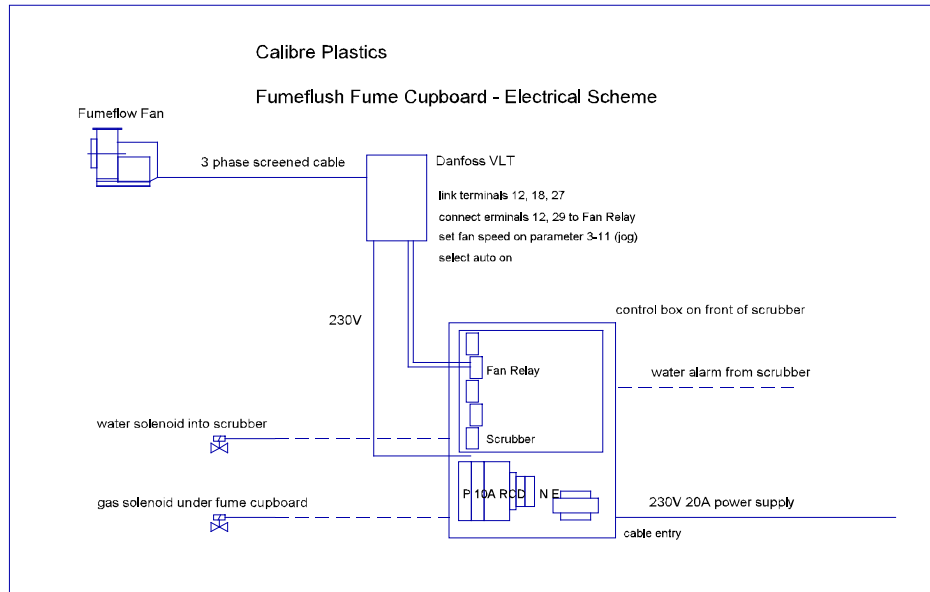 Calibre Plastics
Fumeflush Fume Cupboard - Electrical Scheme
Fumeflow Fan
3 phase screened cable
Danfoss VLT
link terminals 12, 18, 27
connect erminals 12, 29 to Fan Relay
set fan speed on parameter 3-11 (jog)
select auto on
230V
control box on front of scrubber
Fan Relay
water alarm from scrubber
water solenoid into scrubber
Scrubber
gas solenoid under fume cupboard
P 10A RCD N E
230V 20A power supply
cable entry